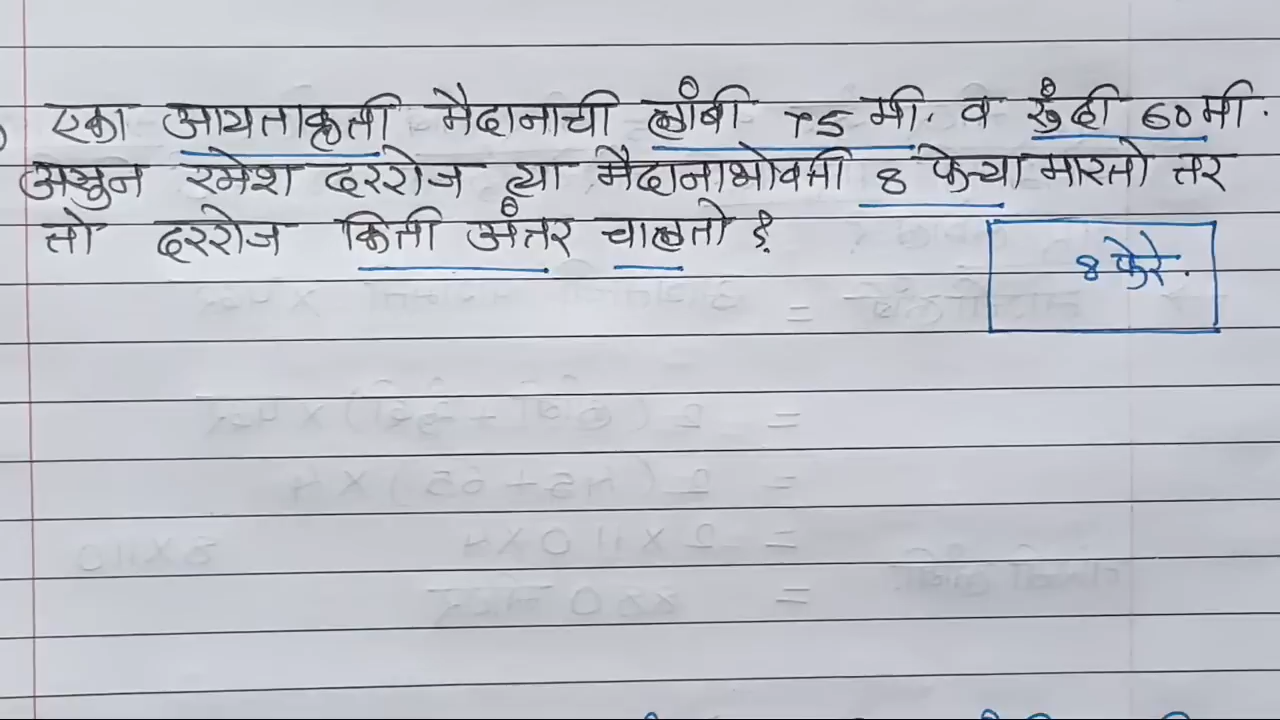 एका आयताकृती मैदानाची लांबी 75 मी. व रुंदी 60 मी.
असुन रमेश दररोज त्या मैदानाभोवती 8 फेऱ्या मारतो तर
तो दररोज किती अंतर चालतो ?
8 फेरे.